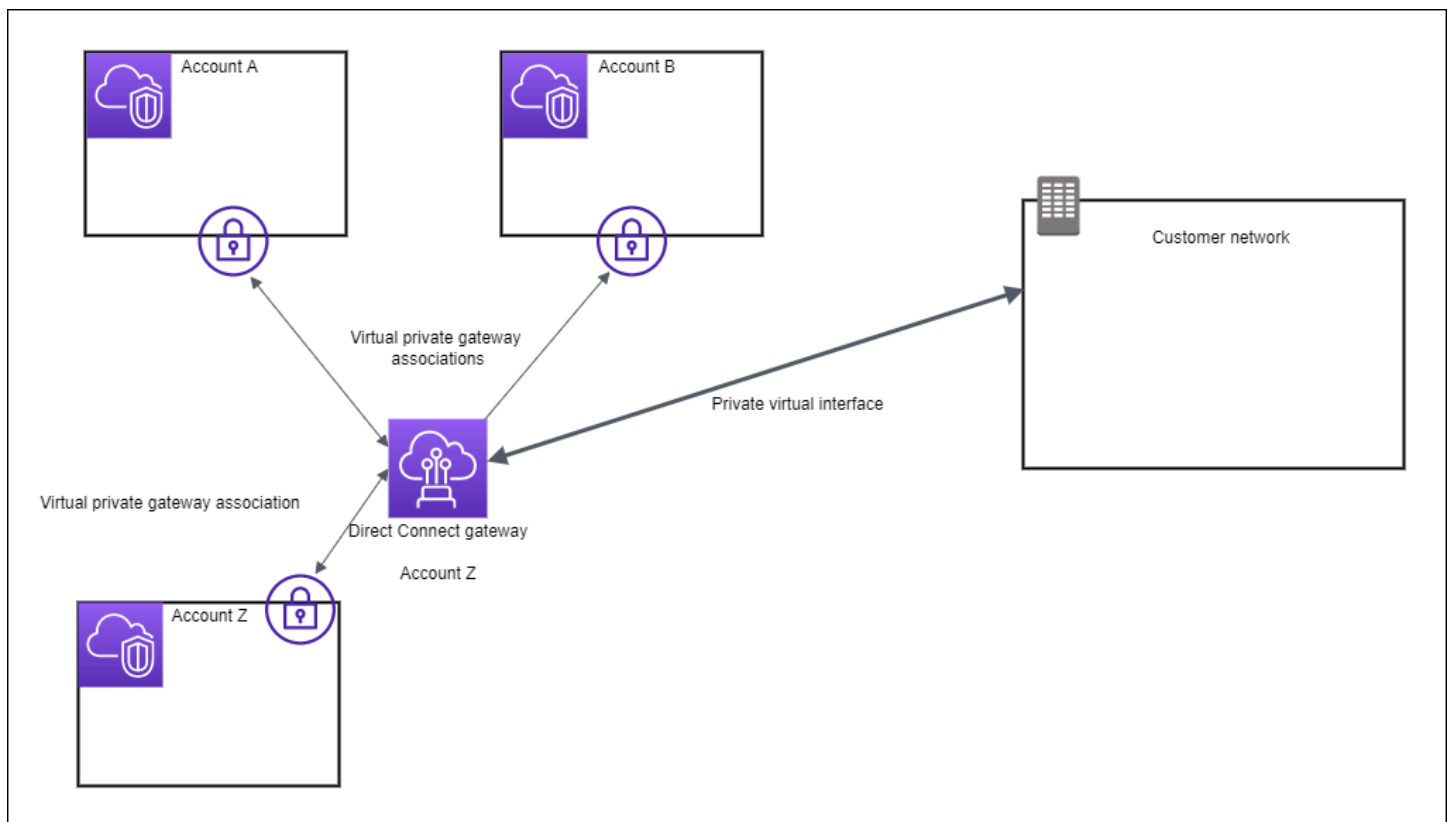 Account A
Account B
Customer network
Virtual private gateway
associations
Private virtual interface
Virtual private gateway association
Direct Connect gateway
Account Z
Account Z